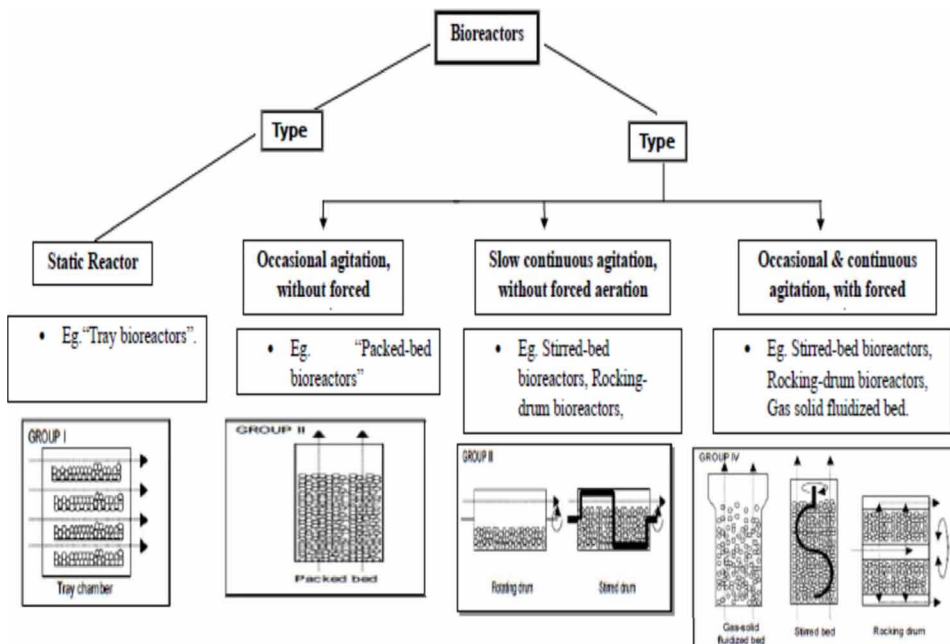 Bioreactors
Type
Type
Static Reactor
Occasional agitation,
without forced
Slow continuous agitation,
without forced aeration
Occasional & continuous
agitation, with forced
• Eg.“Tray bioreactors”.
• Eg. “Packed-bed
bioreactors”
• Eg. Stirred-bed
bioreactors, Rocking-
drum bioreactors,
• Eg. Stirred-bed bioreactors,
Rocking-drum bioreactors,
Gas solid fluidized bed.
GROUP I
Tray chamber
GROUP II
Packed bed
GROUP III
Rotating drum
Stirred drum
GROUP IV
Gas-solid
fluidized bed
Stirred bed
Rocking drum